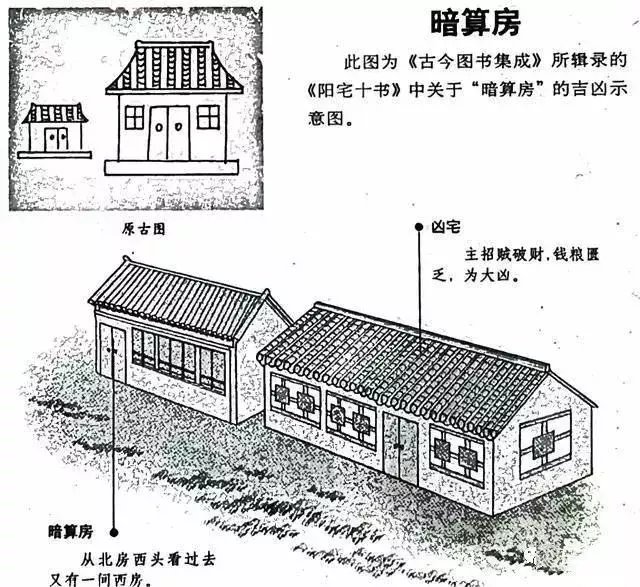 暗算房
此图为《古今图书集成》所辑录的
《阳宅十书》中关于“暗算房”的吉凶示
意图。
原古图
凶宅
主招贼破财,钱粮匮
乏，为大凶。
暗算房
从北房西头看过去
又有一间西房。